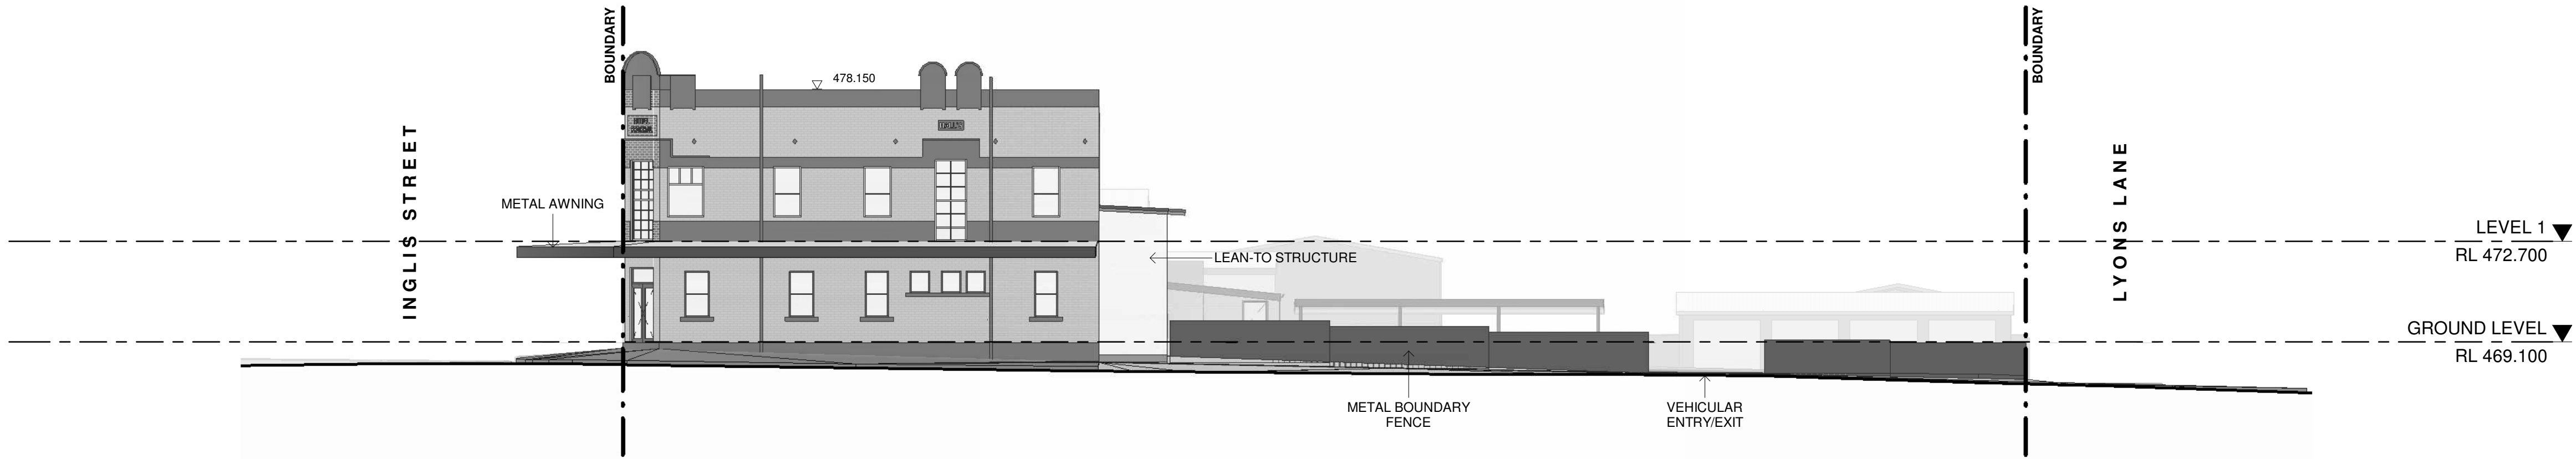 BOUNDARY
BOUNDARY
478.150
INGLIS STREET
METAL AWNING
LYONS LANE
LEVEL 1
RL 472.700
LEAN-TO STRUCTURE
GROUND LEVEL
RL 469.100
METAL BOUNDARY
FENCE
VEHICULAR
ENTRY/EXIT